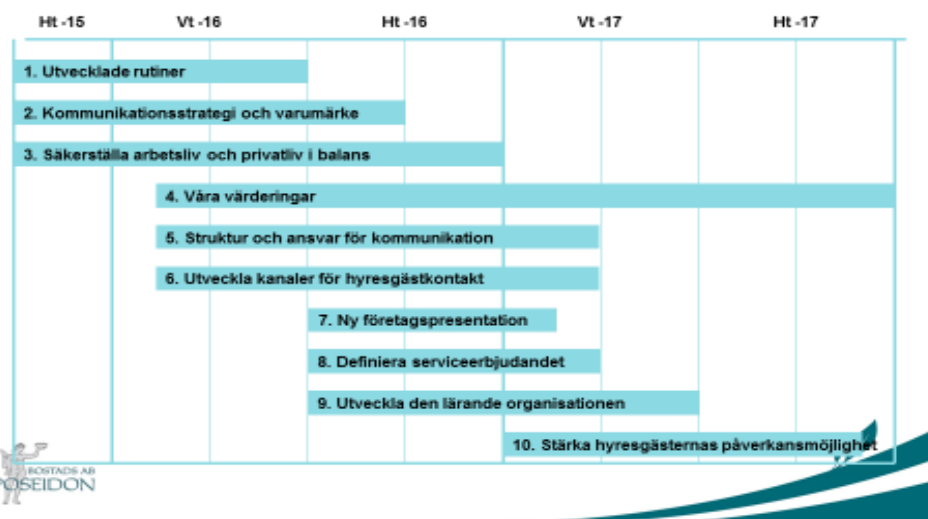 Ht -15 Vt -16 Ht -16 Vt -17 Ht -17
1. Utvecklade rutiner
2. Kommunikationsstrategi och varumärke
3. Säkerställa arbetsliv och privatliv i balans
4. Våra värderingar
5. Struktur och ansvar för kommunikation
6. Utveckla kanaler för hyresgästkontakt
7. Ny företagspresentation
8. Definiera serviceerbjudandet
9. Utveckla den lärande organisationen
10. Stärka hyresgästernas påverkansmöjlighet
BOSTADS AB
POSEIDON